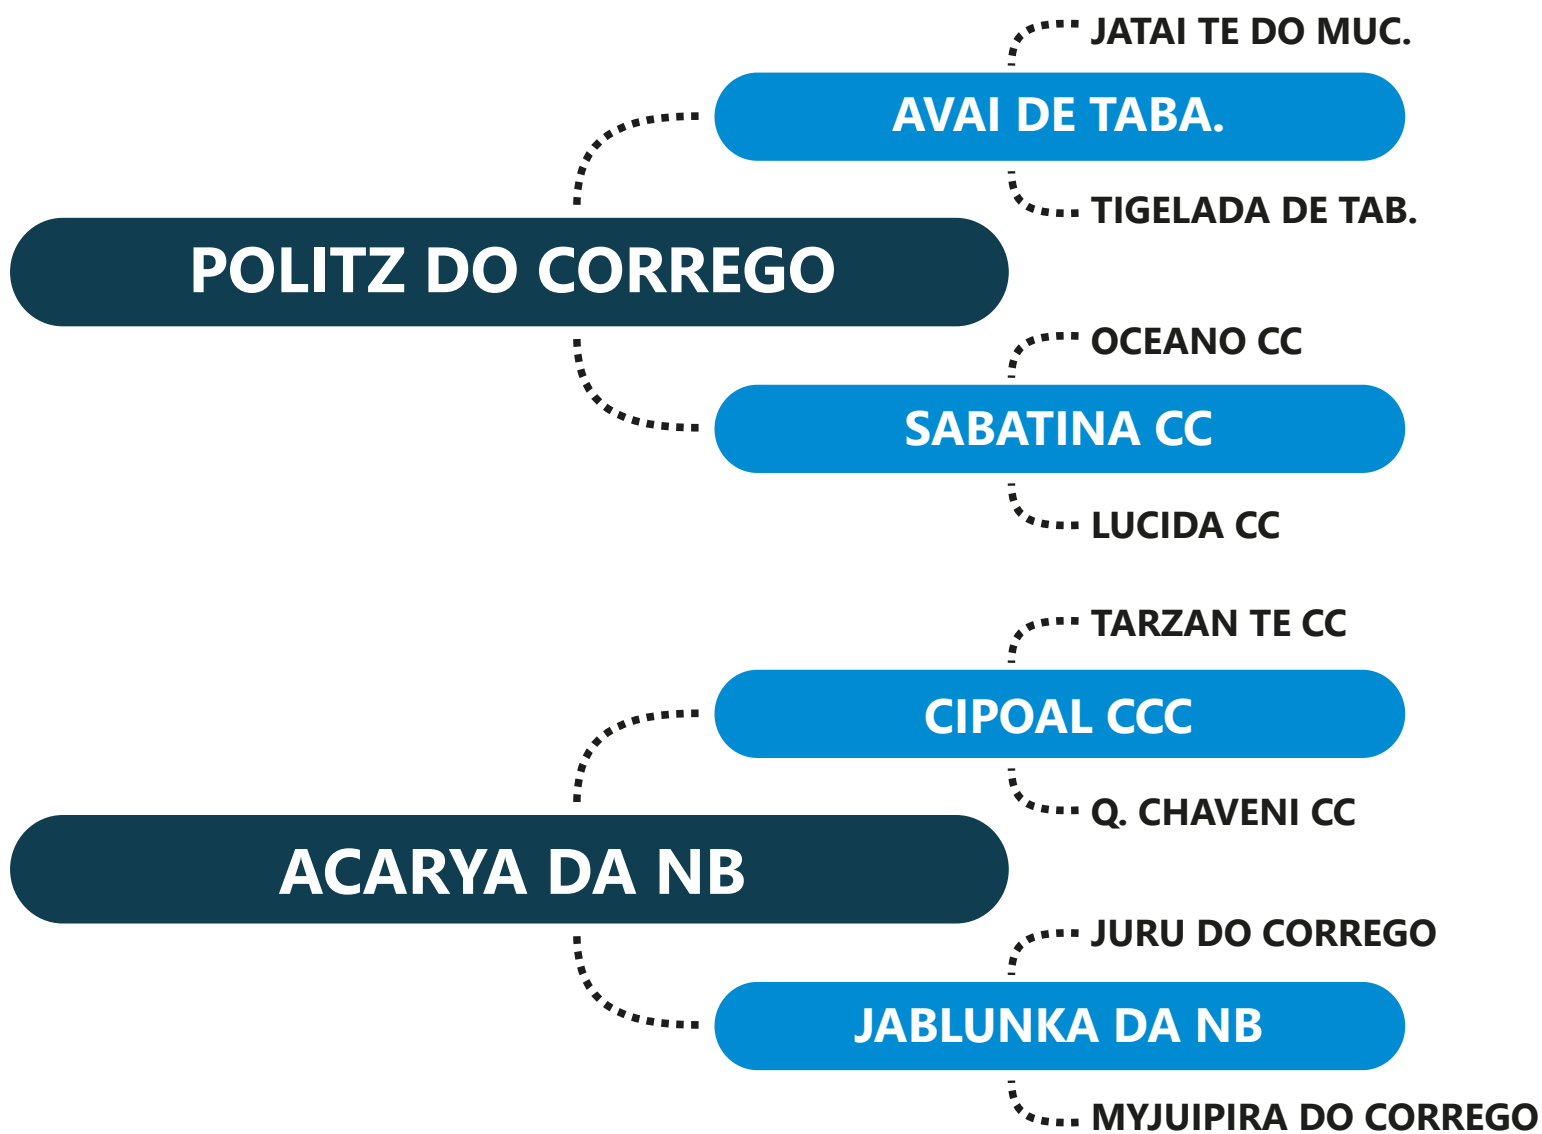 JATAI TE DO MUC.
AVAI DE TABA.
TIGELADA DE TAB.
POLITZ DO CORREGO
OCEANO CC
SABATINA CC
LUCIDA CC
TARZAN TE CC
CIPOAL CCC
Q. CHAVENI CC
ACARYA DA NB
JURU DO CORREGO
JABLUNKA DA NB
MYJUIPIRA DO CORREGO